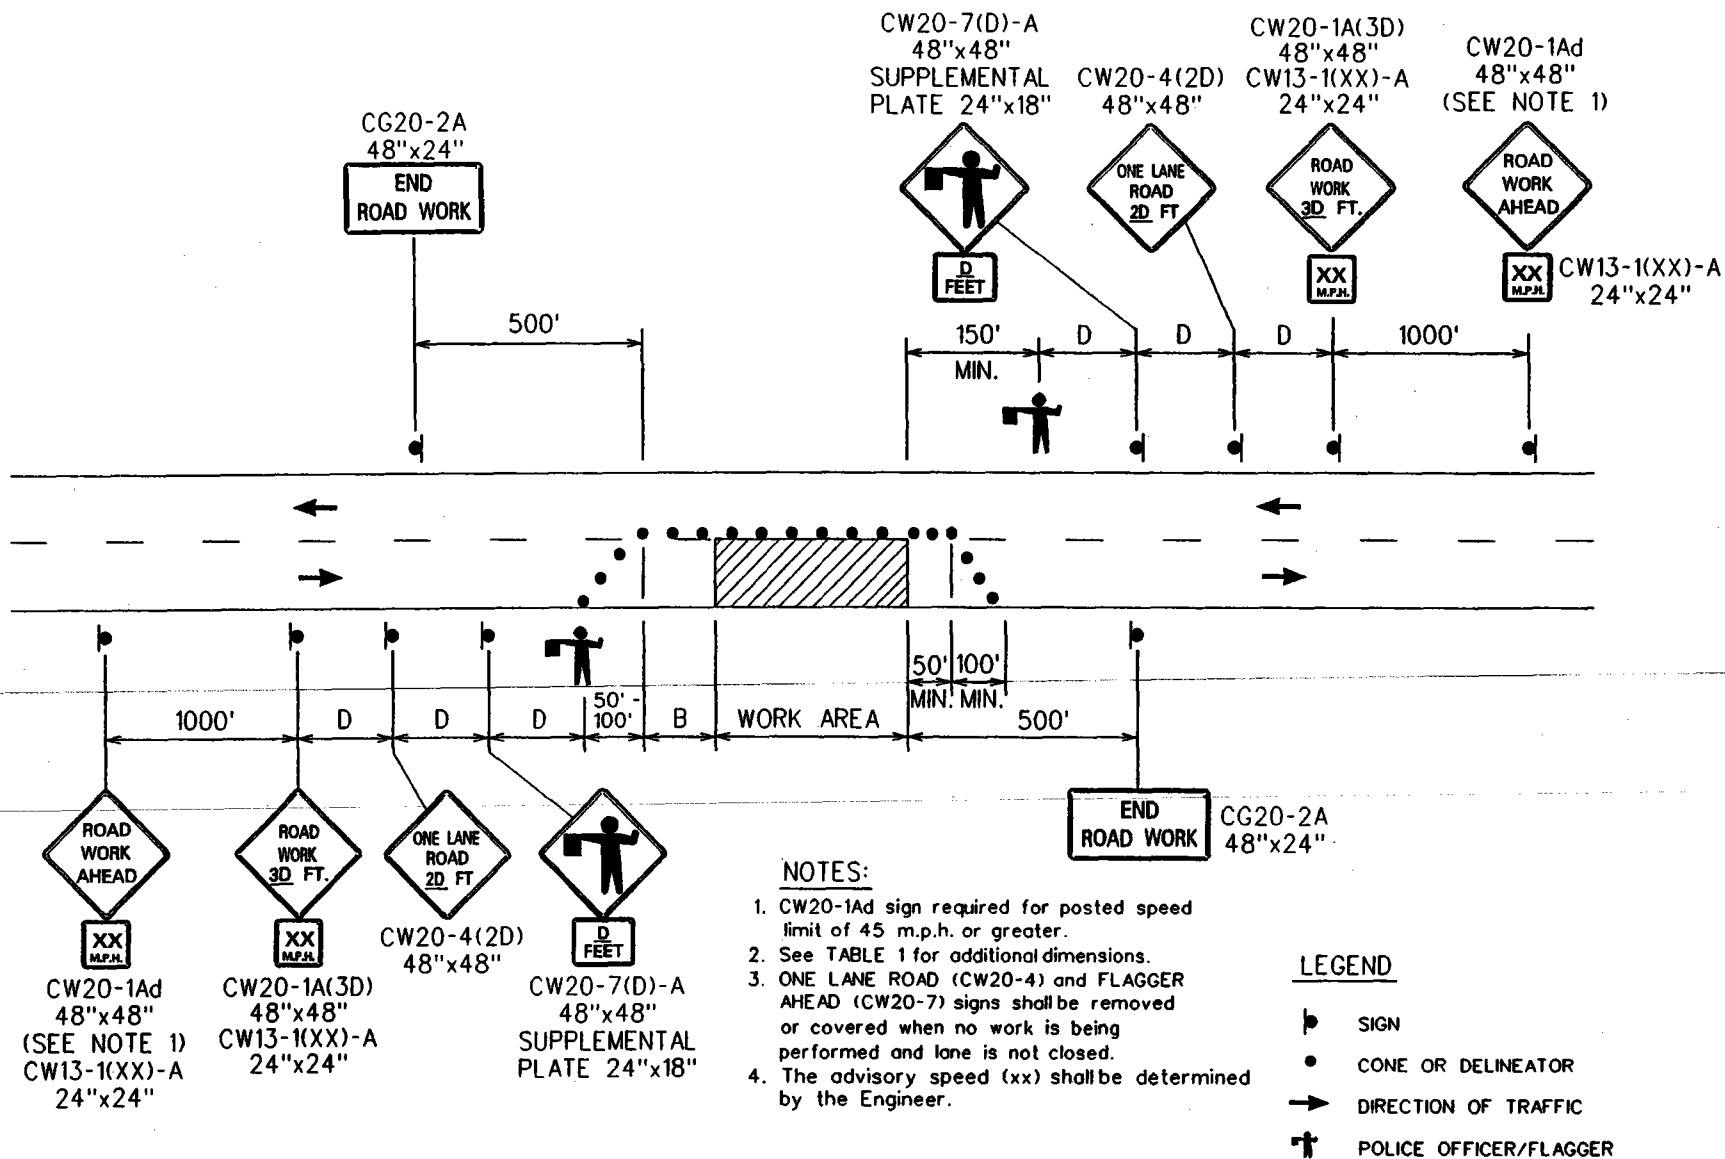 CW20-7(D)-A
48"x48"
SUPPLEMENTAL
PLATE 24"x18"
CW20-4(2D)
48"x48"
CW20-1A(3D)
48"x48"
CW13-1(XX)-A
24"x24"
CW20-1Ad
48"x48"
(SEE NOTE 1)
CG20-2A
48"x24"
END
ROAD WORK
D
FEET
ONE LANE
ROAD
2D FT
ROAD
WORK
3D FT.
XX
M.P.H.
ROAD
WORK
AHEAD
XX
M.P.H.
CW13-1(XX)-A
24"x24"
500'
150'
MIN.
D
D
D
1000'
1000'
D
D
D
50' -
100'
B
WORK AREA
50'
MIN.
100'
MIN.
500'
ROAD
WORK
AHEAD
XX
M.P.H.
CW20-1Ad
48"x48"
(SEE NOTE 1)
CW13-1(XX)-A
24"x24"
ROAD
WORK
3D FT.
XX
M.P.H.
CW20-1A(3D)
48"x48"
CW13-1(XX)-A
24"x24"
ONE LANE
ROAD
2D FT
CW20-4(2D)
48"x48"
D
FEET
CW20-7(D)-A
48"x48"
SUPPLEMENTAL
PLATE 24"x18"
END
ROAD WORK
CG20-2A
48"x24"
NOTES:
1. CW20-1Ad sign required for posted speed
limit of 45 m.p.h. or greater.
2. See TABLE 1 for additional dimensions.
3. ONE LANE ROAD (CW20-4) and FLAGGER
AHEAD (CW20-7) signs shall be removed
or covered when no work is being
performed and lane is not closed.
4. The advisory speed (xx) shall be determined
by the Engineer.
LEGEND
SIGN
CONE OR DELINEATOR
DIRECTION OF TRAFFIC
POLICE OFFICER/FLAGGER